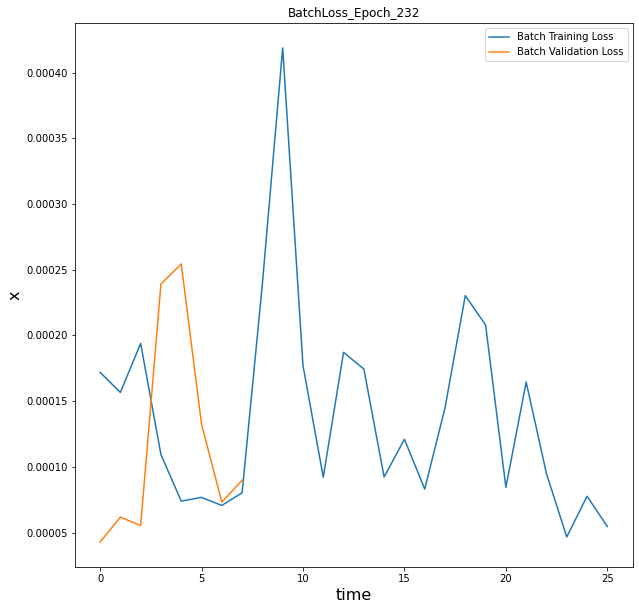 BatchLoss_Epoch_232
Batch Training Loss
Batch Validation Loss
0.00040
0.00035
0.00030
0.00025
0.00020
0.00015
0.00010
0.00005
x
0 5 10 15 20 25
time